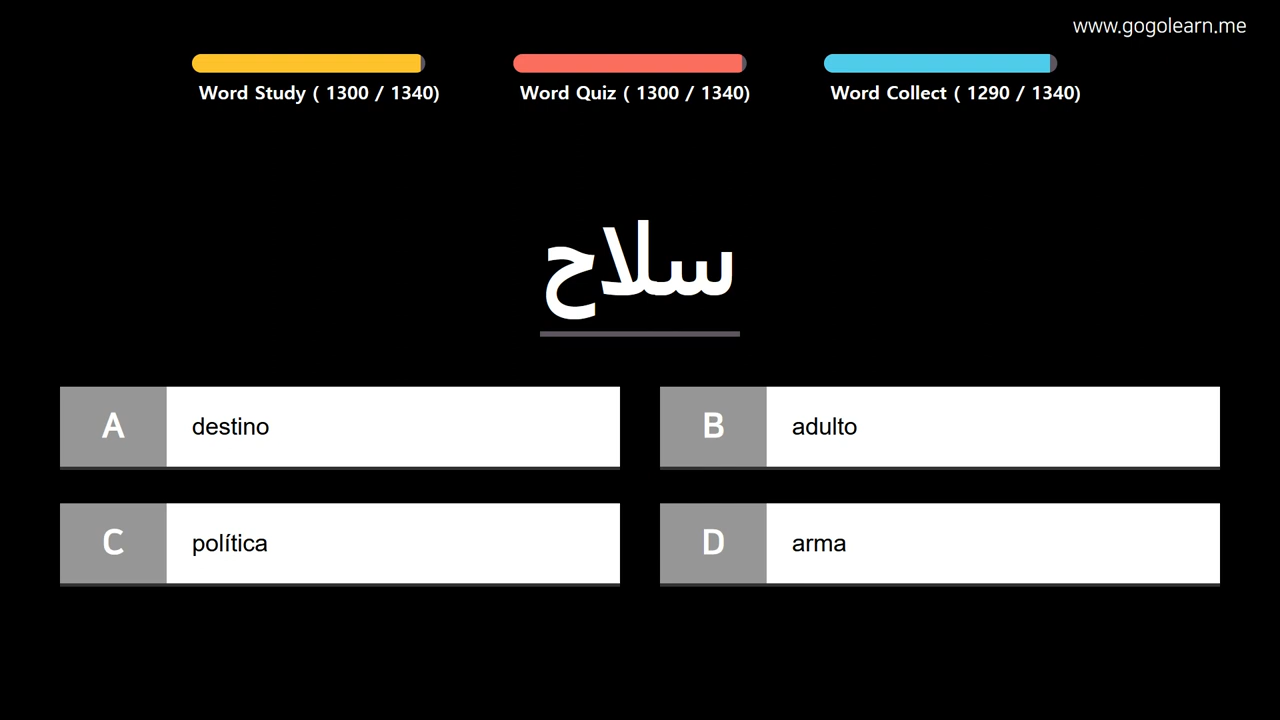 www.gogolearn.me
Word Study ( 1300 / 1340)
Word Quiz ( 1300 / 1340)
Word Collect ( 1290 / 1340)
سلاح
A destino
B adulto
C política
D arma